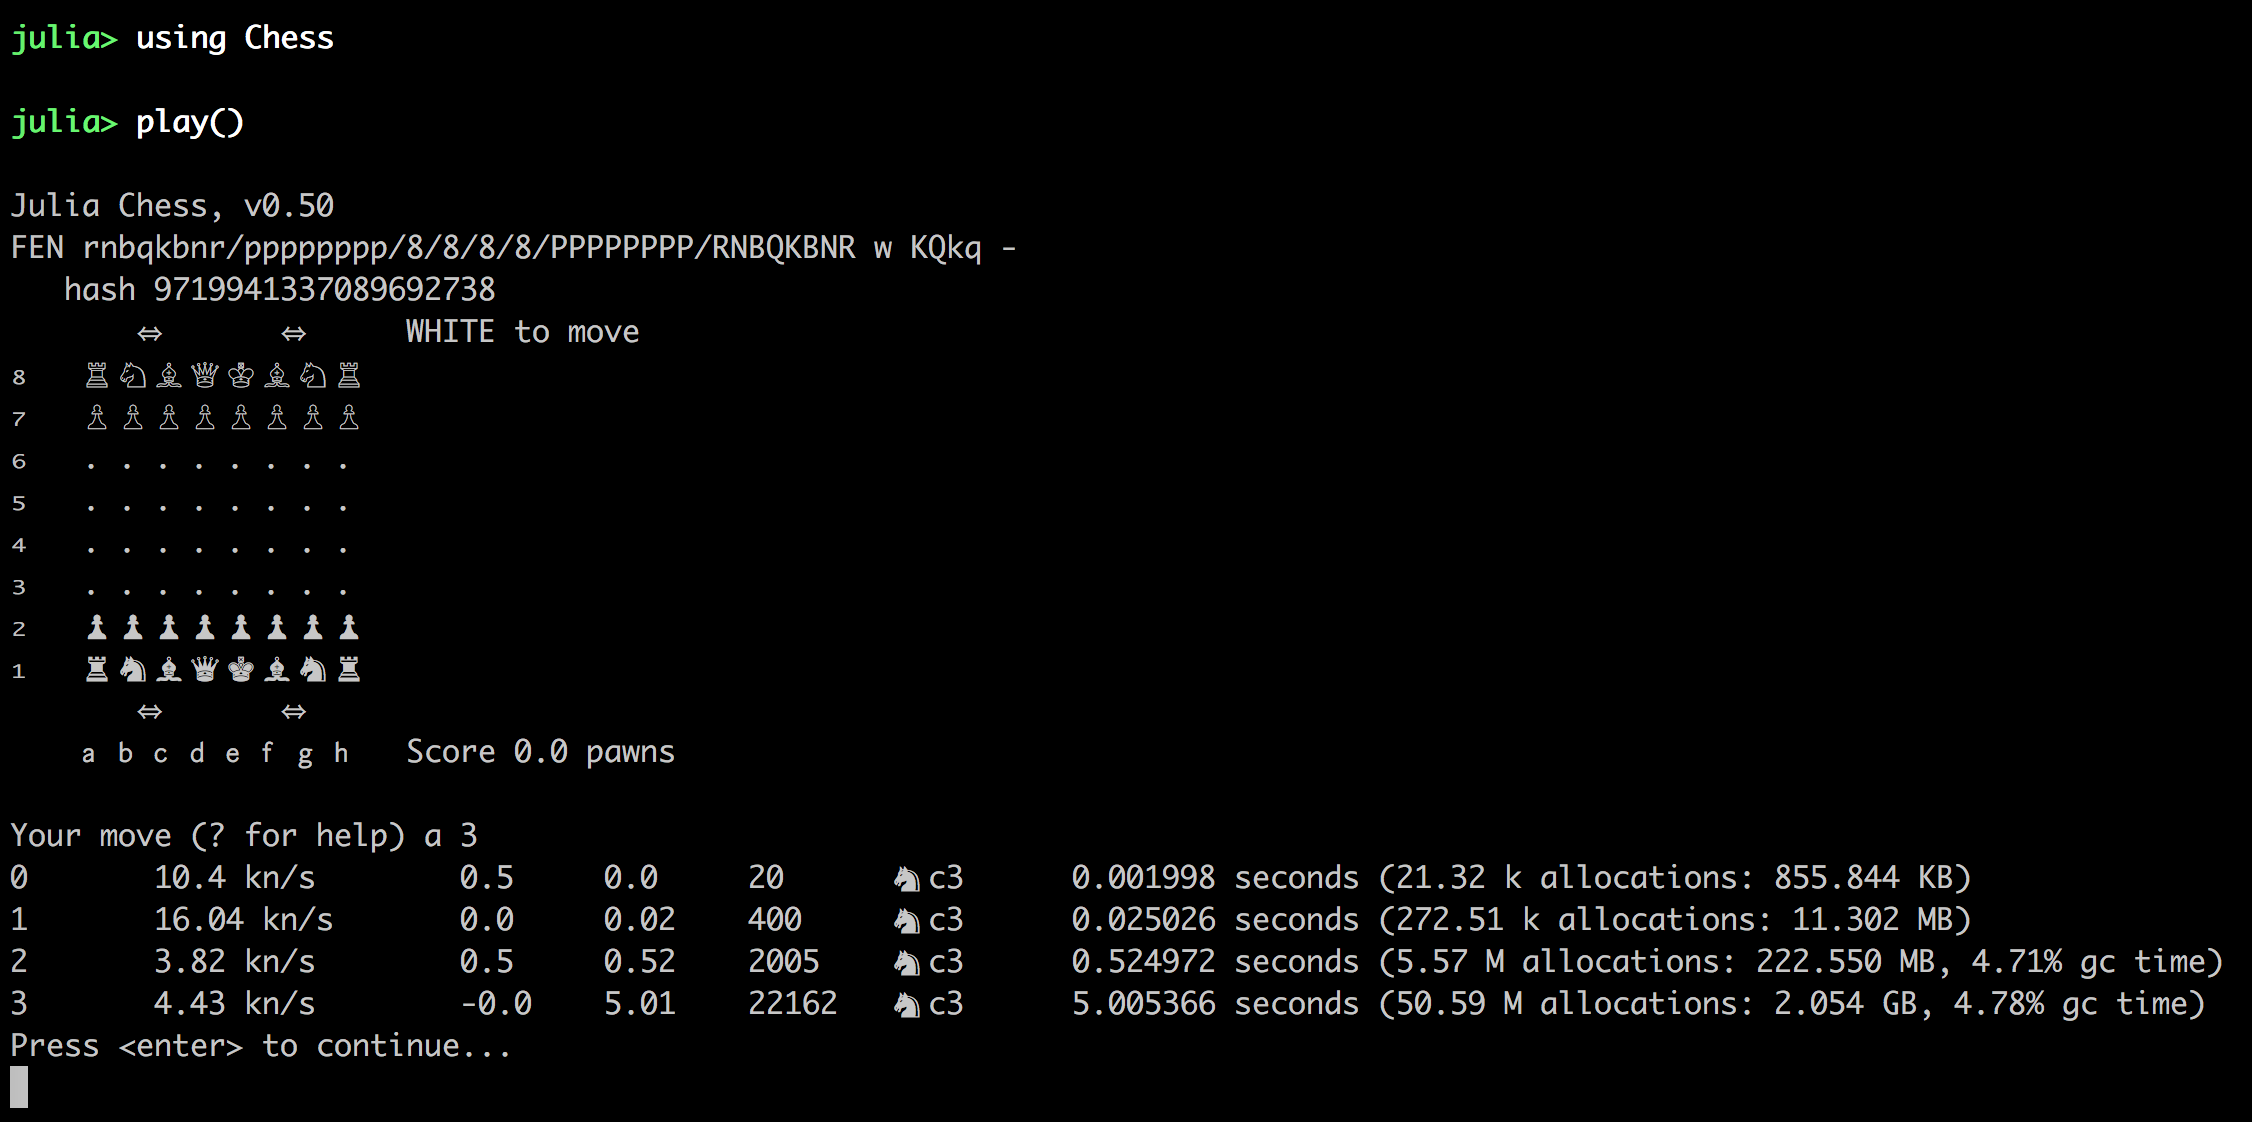 julia> using Chess
julia> play()
Julia Chess, v0.50
FEN rnbqkbnr/pppppppp/8/8/8/8/PPPPPPPP/RNBQKBNR w KQkq -
hash 9719941337089692738
⇔ ⇔ WHITE to move
8 ♖ ♘ ♗ ♕ ♔ ♗ ♘ ♖
7 ♙ ♙ ♙ ♙ ♙ ♙ ♙ ♙
6 . . . . . . . .
5 . . . . . . . .
4 . . . . . . . .
3 . . . . . . . .
2 ♟ ♟ ♟ ♟ ♟ ♟ ♟ ♟
1 ♜ ♞ ♝ ♛ ♚ ♝ ♞ ♜
⇔ ⇔
a b c d e f g h Score 0.0 pawns
Your move (? for help) a 3
0 10.4 kn/s 0.5 0.0 20 ♞c3 0.001998 seconds (21.32 k allocations: 855.844 KB)
1 16.04 kn/s 0.0 0.02 400 ♞c3 0.025026 seconds (272.51 k allocations: 11.302 MB)
2 3.82 kn/s 0.5 0.52 2005 ♞c3 0.524972 seconds (5.57 M allocations: 222.550 MB, 4.71% gc time)
3 4.43 kn/s -0.0 5.01 22162 ♞c3 5.005366 seconds (50.59 M allocations: 2.054 GB, 4.78% gc time)
Press <enter> to continue...